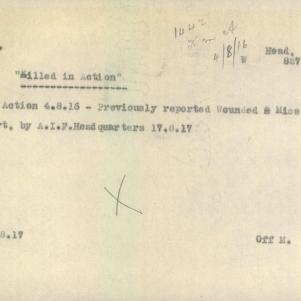 1442
4/8/16
Head.
W 887
"Killed in Action"
Action 4.8.16 - Previously reported Wounded & Miss
rt, by A.I.F.Headquarters 17.8.17
8.17
Off M.